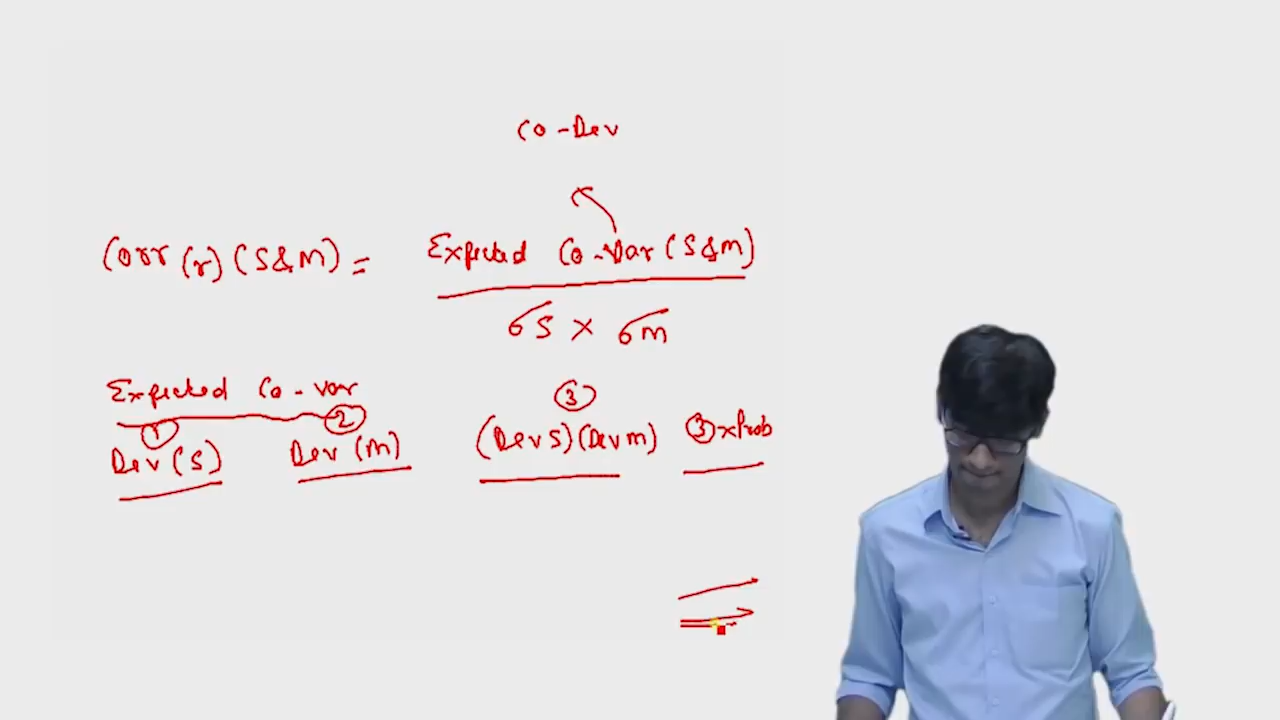 Co-Dev
Corr (r) (S&M) = Expected Co-Var (S&M)
σS × σM
Expected Co-var
① ② ③
Dev (S) Dev (M) (Dev S)(Dev M) ③ x Prob